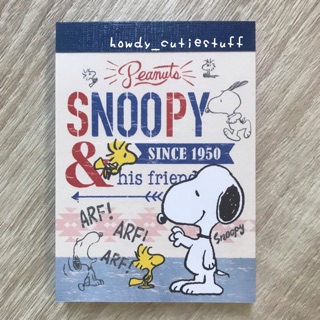 howdy_cutiestuff
Peanuts
SNOOPY
& SINCE 1950
his friend
ARF!
ARF!
ARF!
Snoopy